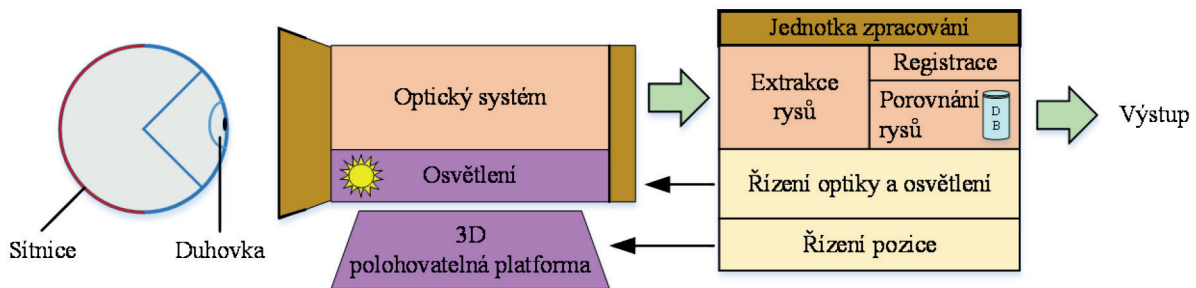 Sítnice
Duhovka
Optický systém
Osvětlení
3D
polohovatelná platforma
Jednotka zpracování
Extrakce
rysů
Registrace
Porovnání
rysů
D
B
Řízení optiky a osvětlení
Řízení pozice
Výstup